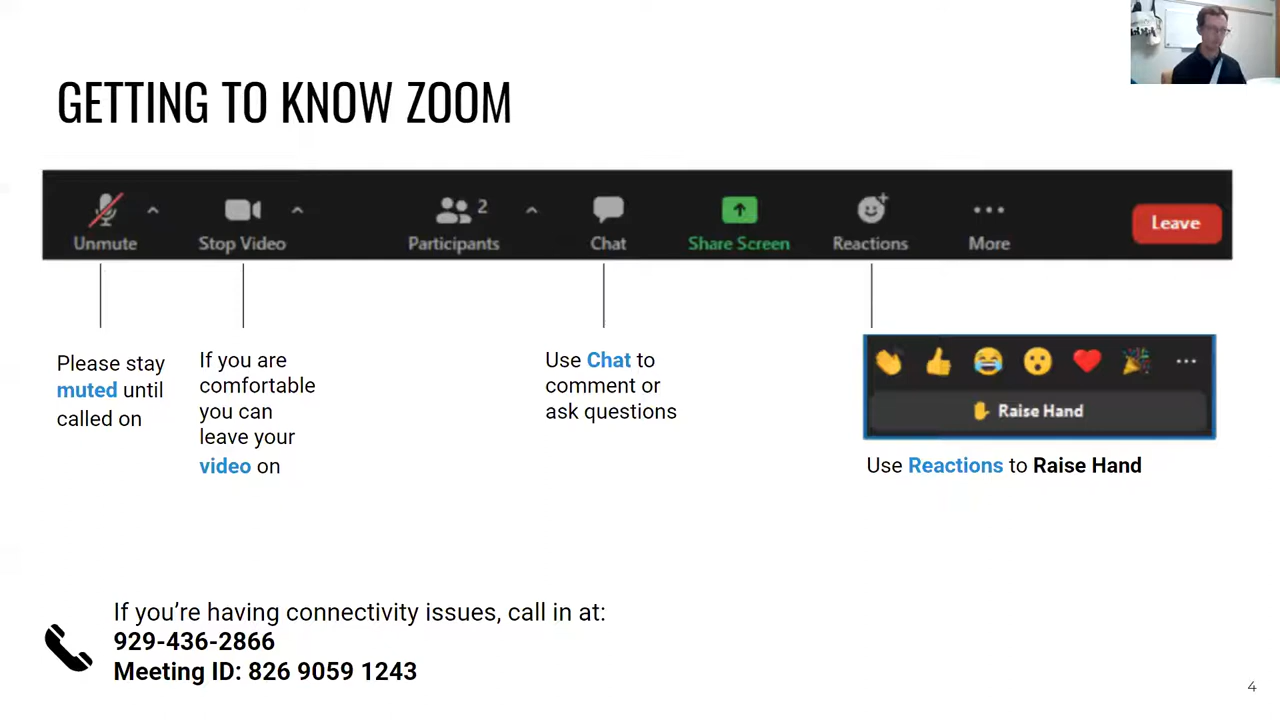 GETTING TO KNOW ZOOM
2
Unmute
Stop Video
Participants
Chat
Share Screen
Reactions
More
Leave
Please stay
muted until
called on
If you are
comfortable
you can
leave your
video on
Use Chat to
comment or
ask questions
Raise Hand
Use Reactions to Raise Hand
If you’re having connectivity issues, call in at:
929-436-2866
Meeting ID: 826 9059 1243
4